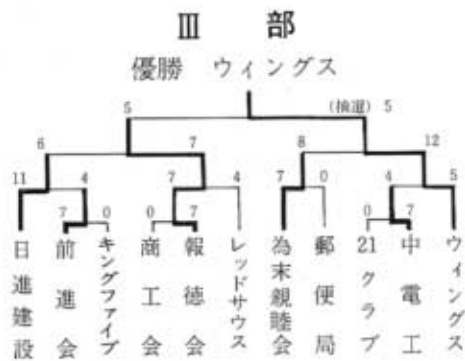 III 部
優勝 ウィングス
5 (抽選) 5
6 7 8 12
11 4 7 4 7 0 4 5
7 0 0 7 0 7
日進建設
前進会
キングファイブ
商工会
報徳会
レッドサウス
為末親睦会
郵便局
21クラブ
中電工
ウィングス